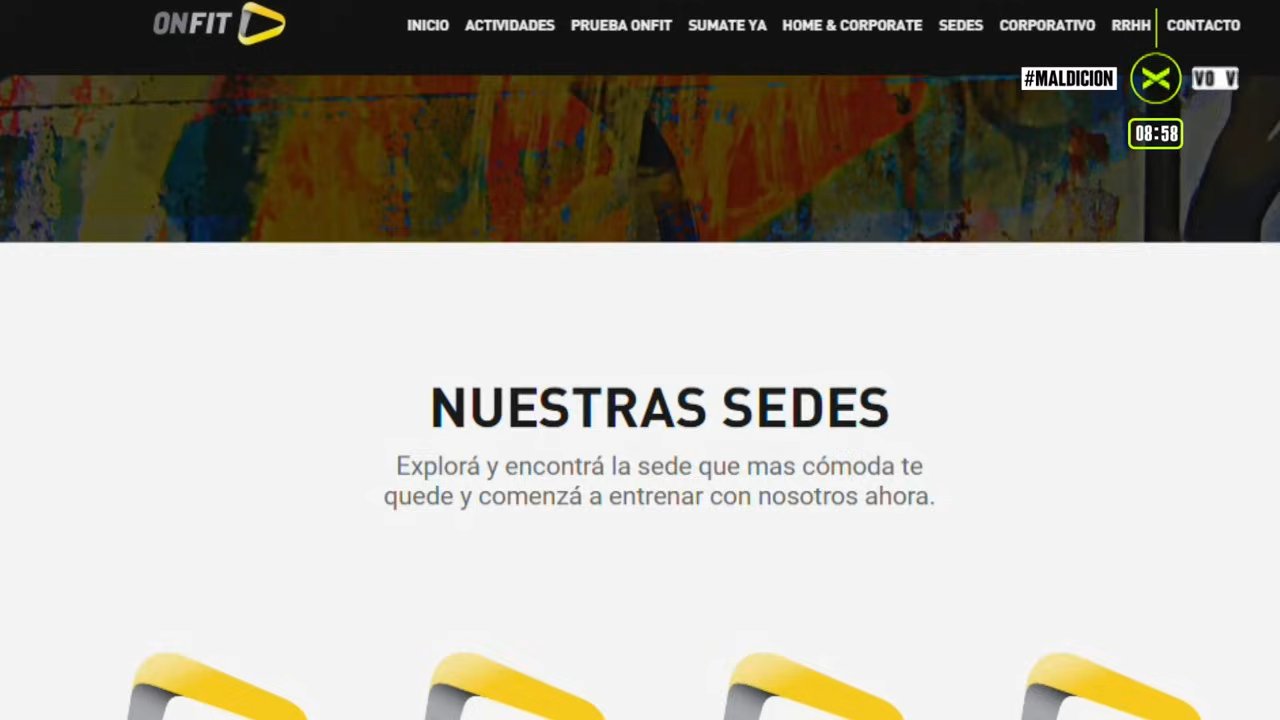 ONFIT
INICIO ACTIVIDADES PRUEBA ONFIT SUMATE YA HOME & CORPORATE SEDES CORPORATIVO RRHH CONTACTO
#MALDICION
08:58
NUESTRAS SEDES
Explorá y encontrá la sede que mas cómoda te
quede y comenzá a entrenar con nosotros ahora.